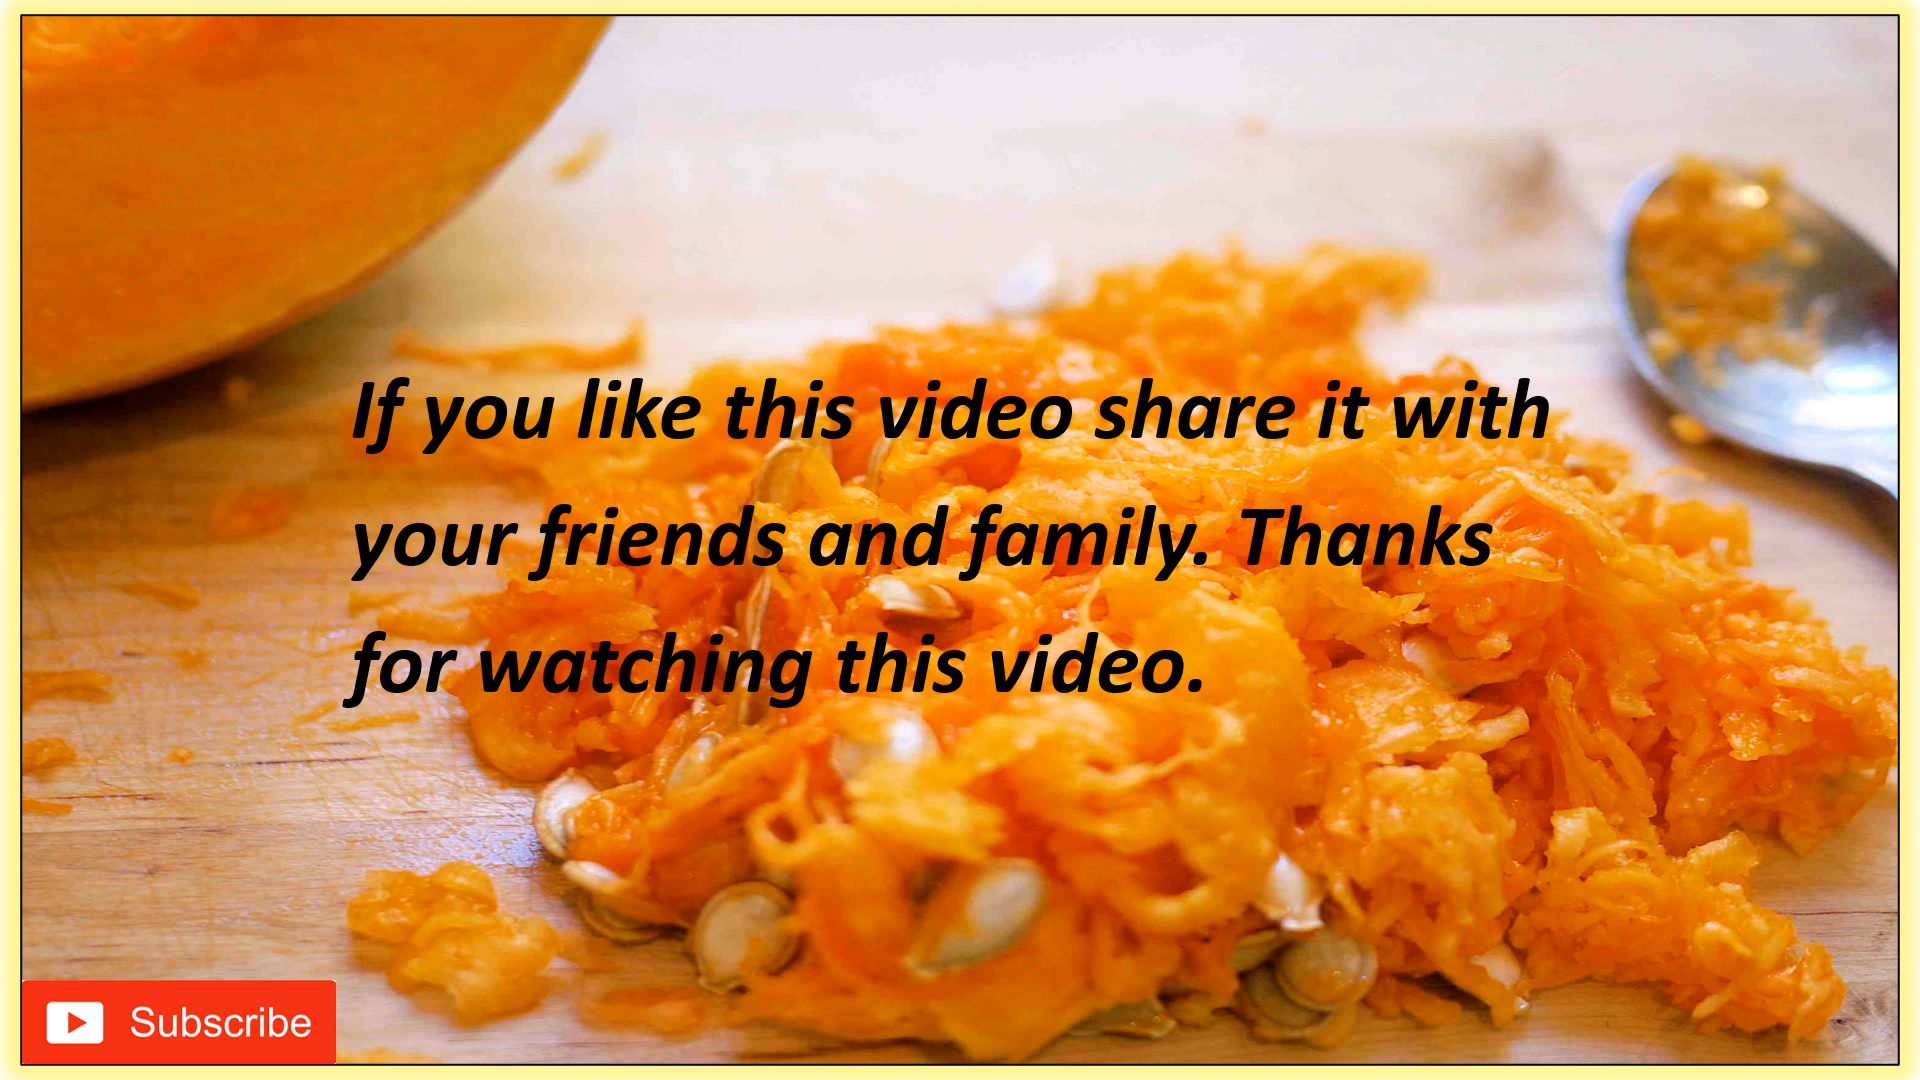 If you like this video share it with
your friends and family. Thanks
for watching this video.
Subscribe